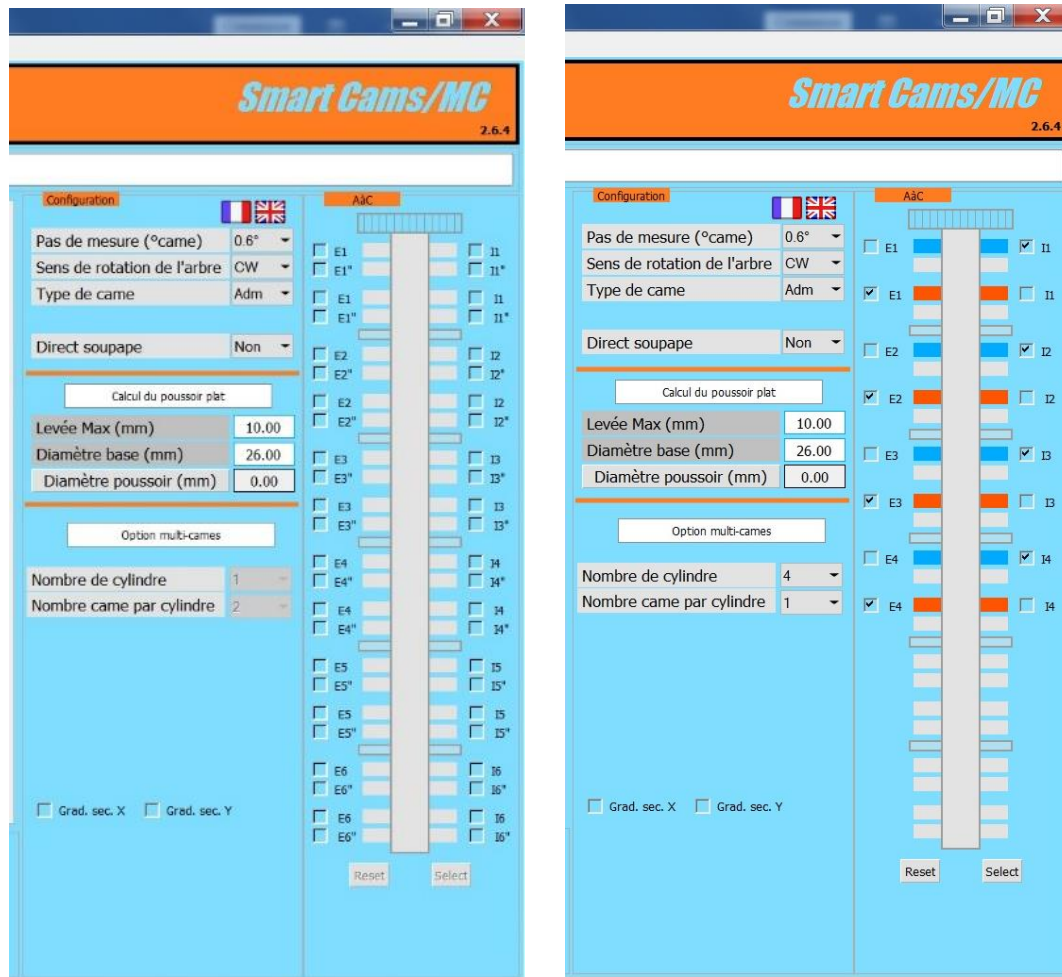 Smart Cams/MC
2.6.4
Configuration
AàC
Pas de mesure (°came) 0.6°
Sens de rotation de l'arbre CW
Type de came Adm
Direct soupape Non
Calcul du poussoir plat
Levée Max (mm) 10.00
Diamètre base (mm) 26.00
Diamètre poussoir (mm) 0.00
Option multi-cames
Nombre de cylindre 1
Nombre came par cylindre 2
Grad. sec. X Grad. sec. Y
E1 I1
E1" I1"
E1 I1
E1" I1"
E2 I2
E2" I2"
E2 I2
E2" I2"
E3 I3
E3" I3"
E3 I3
E3" I3"
E4 I4
E4" I4"
E4 I4
E4" I4"
E5 I5
E5" I5"
E5 I5
E5" I5"
E6 I6
E6" I6"
E6 I6
E6" I6"
Reset Select
Smart Cams/MC
2.6.4
Configuration
AàC
Pas de mesure (°came) 0.6°
Sens de rotation de l'arbre CW
Type de came Adm
Direct soupape Non
Calcul du poussoir plat
Levée Max (mm) 10.00
Diamètre base (mm) 26.00
Diamètre poussoir (mm) 0.00
Option multi-cames
Nombre de cylindre 4
Nombre came par cylindre 1
Grad. sec. X Grad. sec. Y
E1 I1
E1 I1
E2 I2
E2 I2
E3 I3
E3 I3
E4 I4
E4 I4
Reset Select